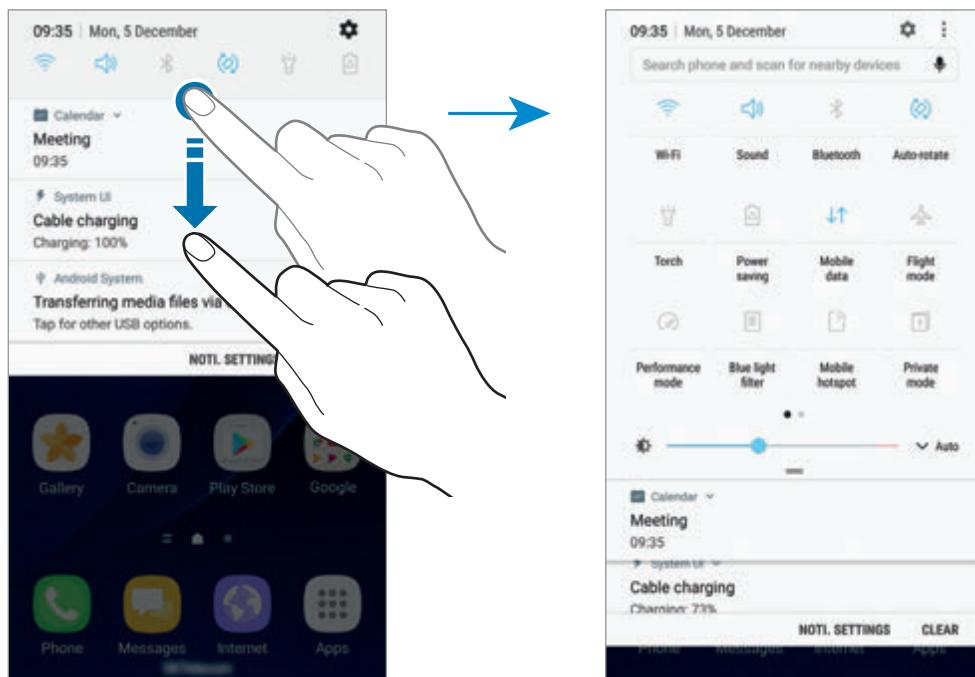 09:35 | Mon, 5 December
Calendar
Meeting
09:35
System UI
Cable charging
Charging: 100%
Android System
Transferring media files via
Tap for other USB options.
NOTI. SETTINGS
Gallery
Camera
Play Store
Google
Phone
Messages
Internet
Apps
09:35 | Mon, 5 December
Search phone and scan for nearby devices
Wi-Fi
Sound
Bluetooth
Auto-rotate
Torch
Power
saving
Mobile
data
Flight
mode
Performance
mode
Blue light
filter
Mobile
hotspot
Private
mode
Auto
Calendar
Meeting
09:35
System UI
Cable charging
Charging: 73%
NOTI. SETTINGS CLEAR
Phone Messages Internet Apps